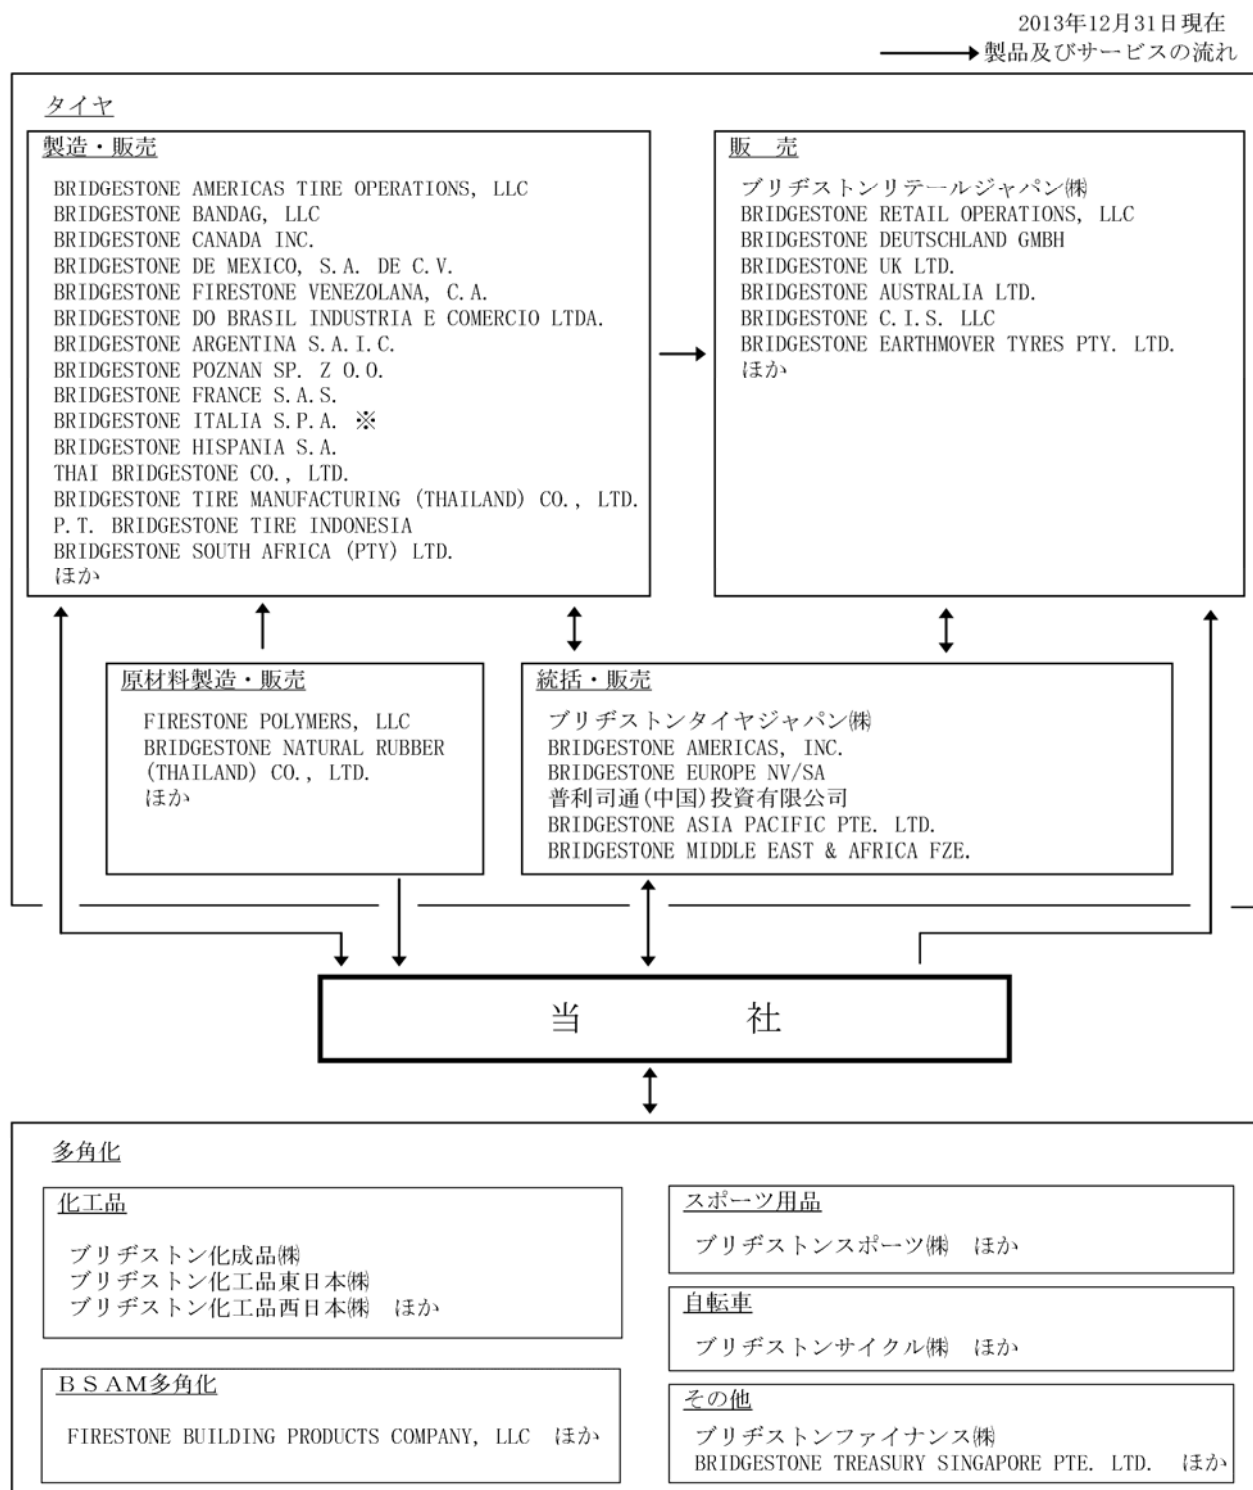 2013年12月31日現在
製品及びサービスの流れ
タイヤ
製造・販売
BRIDGESTONE AMERICAS TIRE OPERATIONS, LLC
BRIDGESTONE BANDAG, LLC
BRIDGESTONE CANADA INC.
BRIDGESTONE DE MEXICO, S.A. DE C.V.
BRIDGESTONE FIRESTONE VENEZOLANA, C.A.
BRIDGESTONE DO BRASIL INDUSTRIA E COMERCIO LTDA.
BRIDGESTONE ARGENTINA S.A.I.C.
BRIDGESTONE POZNAN SP. Z O.O.
BRIDGESTONE FRANCE S.A.S.
BRIDGESTONE ITALIA S.P.A. ※
BRIDGESTONE HISPANIA S.A.
THAI BRIDGESTONE CO., LTD.
BRIDGESTONE TIRE MANUFACTURING (THAILAND) CO., LTD.
P.T. BRIDGESTONE TIRE INDONESIA
BRIDGESTONE SOUTH AFRICA (PTY) LTD.
ほか
販　売
ブリヂストンリテールジャパン㈱
BRIDGESTONE RETAIL OPERATIONS, LLC
BRIDGESTONE DEUTSCHLAND GMBH
BRIDGESTONE UK LTD.
BRIDGESTONE AUSTRALIA LTD.
BRIDGESTONE C.I.S. LLC
BRIDGESTONE EARTHMOVER TYRES PTY. LTD.
ほか
原材料製造・販売
FIRESTONE POLYMERS, LLC
BRIDGESTONE NATURAL RUBBER
(THAILAND) CO., LTD.
ほか
統括・販売
ブリヂストンタイヤジャパン㈱
BRIDGESTONE AMERICAS, INC.
BRIDGESTONE EUROPE NV/SA
普利司通(中国)投資有限公司
BRIDGESTONE ASIA PACIFIC PTE. LTD.
BRIDGESTONE MIDDLE EAST & AFRICA FZE.
当　社
多角化
化工品
ブリヂストン化成品㈱
ブリヂストン化工品東日本㈱
ブリヂストン化工品西日本㈱　ほか
ＢＳＡＭ多角化
FIRESTONE BUILDING PRODUCTS COMPANY, LLC　ほか
スポーツ用品
ブリヂストンスポーツ㈱　ほか
自転車
ブリヂストンサイクル㈱　ほか
その他
ブリヂストンファイナンス㈱
BRIDGESTONE TREASURY SINGAPORE PTE. LTD.　ほか